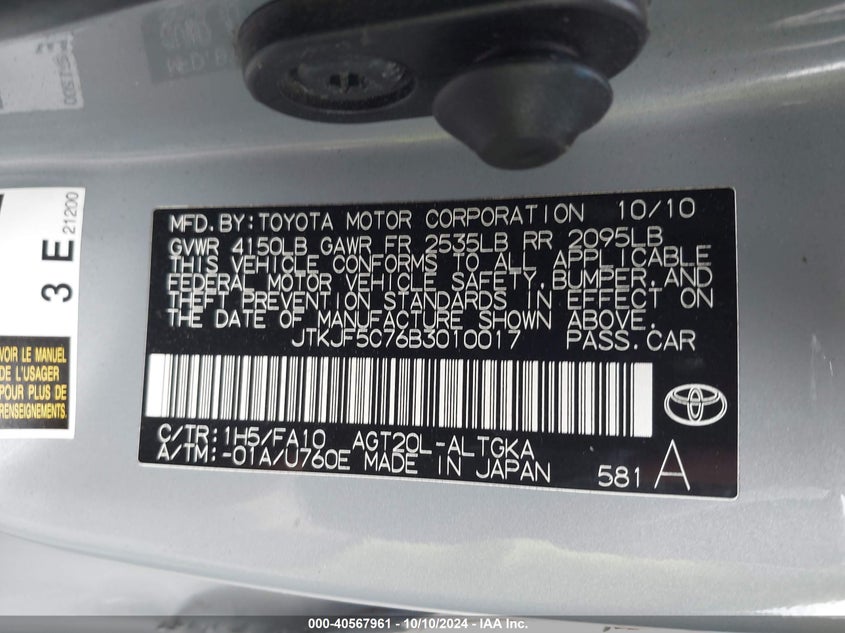 MFD.BY:TOYOTA MOTOR CORPORATION 10/10
GVWR 4150LB GAWR FR 2535LB RR 2095LB
THIS VEHICLE CONFORMS TO ALL APPLICABLE
FEDERAL MOTOR VEHICLE SAFETY,BUMPER,AND
THEFT PREVENTION STANDARDS IN EFFECT ON
THE DATE OF MANUFACTURE SHOWN ABOVE.
JTKJF5C76B3010017 PASS.CAR
C/TR:1H5/FA10 AGT20L-ALTGKA
A/TM:-01A/U760E MADE IN JAPAN 581 A
3 E
21200
VOIR LE MANUEL
DE L'USAGER
POUR PLUS DE
RENSEIGNEMENTS.
000-40567961 - 10/10/2024 - IAA Inc.